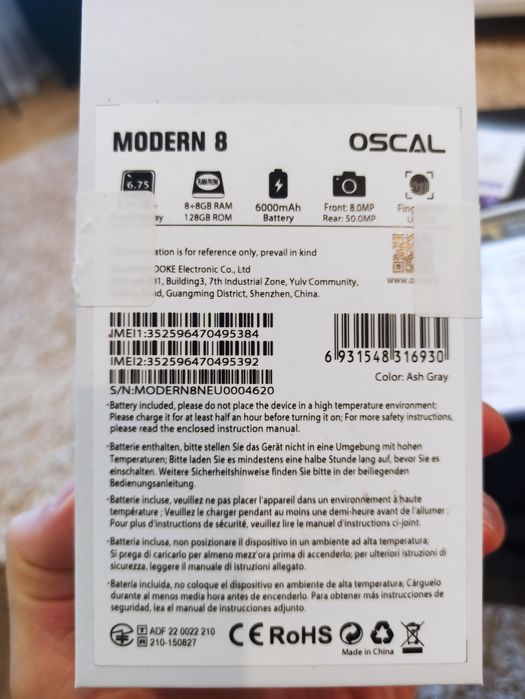 MODERN 8
OSCAL
6.75
RAM/ROM
8+8GB RAM
128GB ROM
6000mAh
Battery
Front: 8.0MP
Rear: 50.0MP
is for reference only, prevail in kind
Electronic Co., Ltd
Building3, 7th Industrial Zone, Yulv Community,
Guangming District, Shenzhen, China.
www.
IMEI1:352596470495384
IMEI2:352596470495392
S/N:MODERN8NEU0004620
6 931548 316930
Color: Ash Gray
·Battery included, please do not place the device in a high temperature environment;
Please charge it for at least half an hour before turning it on; For more safety instructions,
please read the enclosed instruction manual.
·Batterie enthalten, bitte stellen Sie das Gerät nicht in eine Umgebung mit hohen
Temperaturen; Bitte laden Sie es mindestens eine halbe Stunde lang auf, bevor Sie es
einschalten. Weitere Sicherheitshinweise finden Sie bitte in der beiliegenden
Bedienungsanleitung.
·Batterie incluse, veuillez ne pas placer l'appareil dans un environnement à haute
température ; Veuillez le charger pendant au moins une demi-heure avant de l'allumer ;
Pour plus d'instructions de sécurité, veuillez lire le manuel d'instructions ci-joint.
·Batteria inclusa, non posizionare il dispositivo in un ambiente ad alta temperatura;
Si prega di caricarlo per almeno mezz'ora prima di accenderlo; per ulteriori istruzioni di
sicurezza, leggere il manuale di istruzioni allegato.
·Batería incluida, no coloque el dispositivo en ambiente de alta temperatura; Cárguelo
durante al menos media hora antes de encenderlo. Para obtener más instrucciones de
seguridad, lea el manual de instrucciones adjunto.
T ADF 22 0022 210
R 210-150827
CE RoHS
Made in China